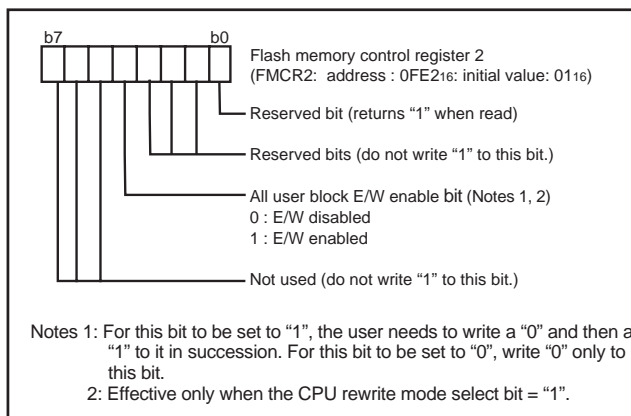 b7 b0
Flash memory control register 2
(FMCR2: address : 0FE216: initial value: 0116)
Reserved bit (returns “1” when read)
Reserved bits (do not write “1” to this bit.)
All user block E/W enable bit (Notes 1, 2)
0 : E/W disabled
1 : E/W enabled
Not used (do not write “1” to this bit.)
Notes 1: For this bit to be set to “1”, the user needs to write a “0” and then a
“1” to it in succession. For this bit to be set to “0”, write “0” only to
this bit.
2: Effective only when the CPU rewrite mode select bit = “1”.